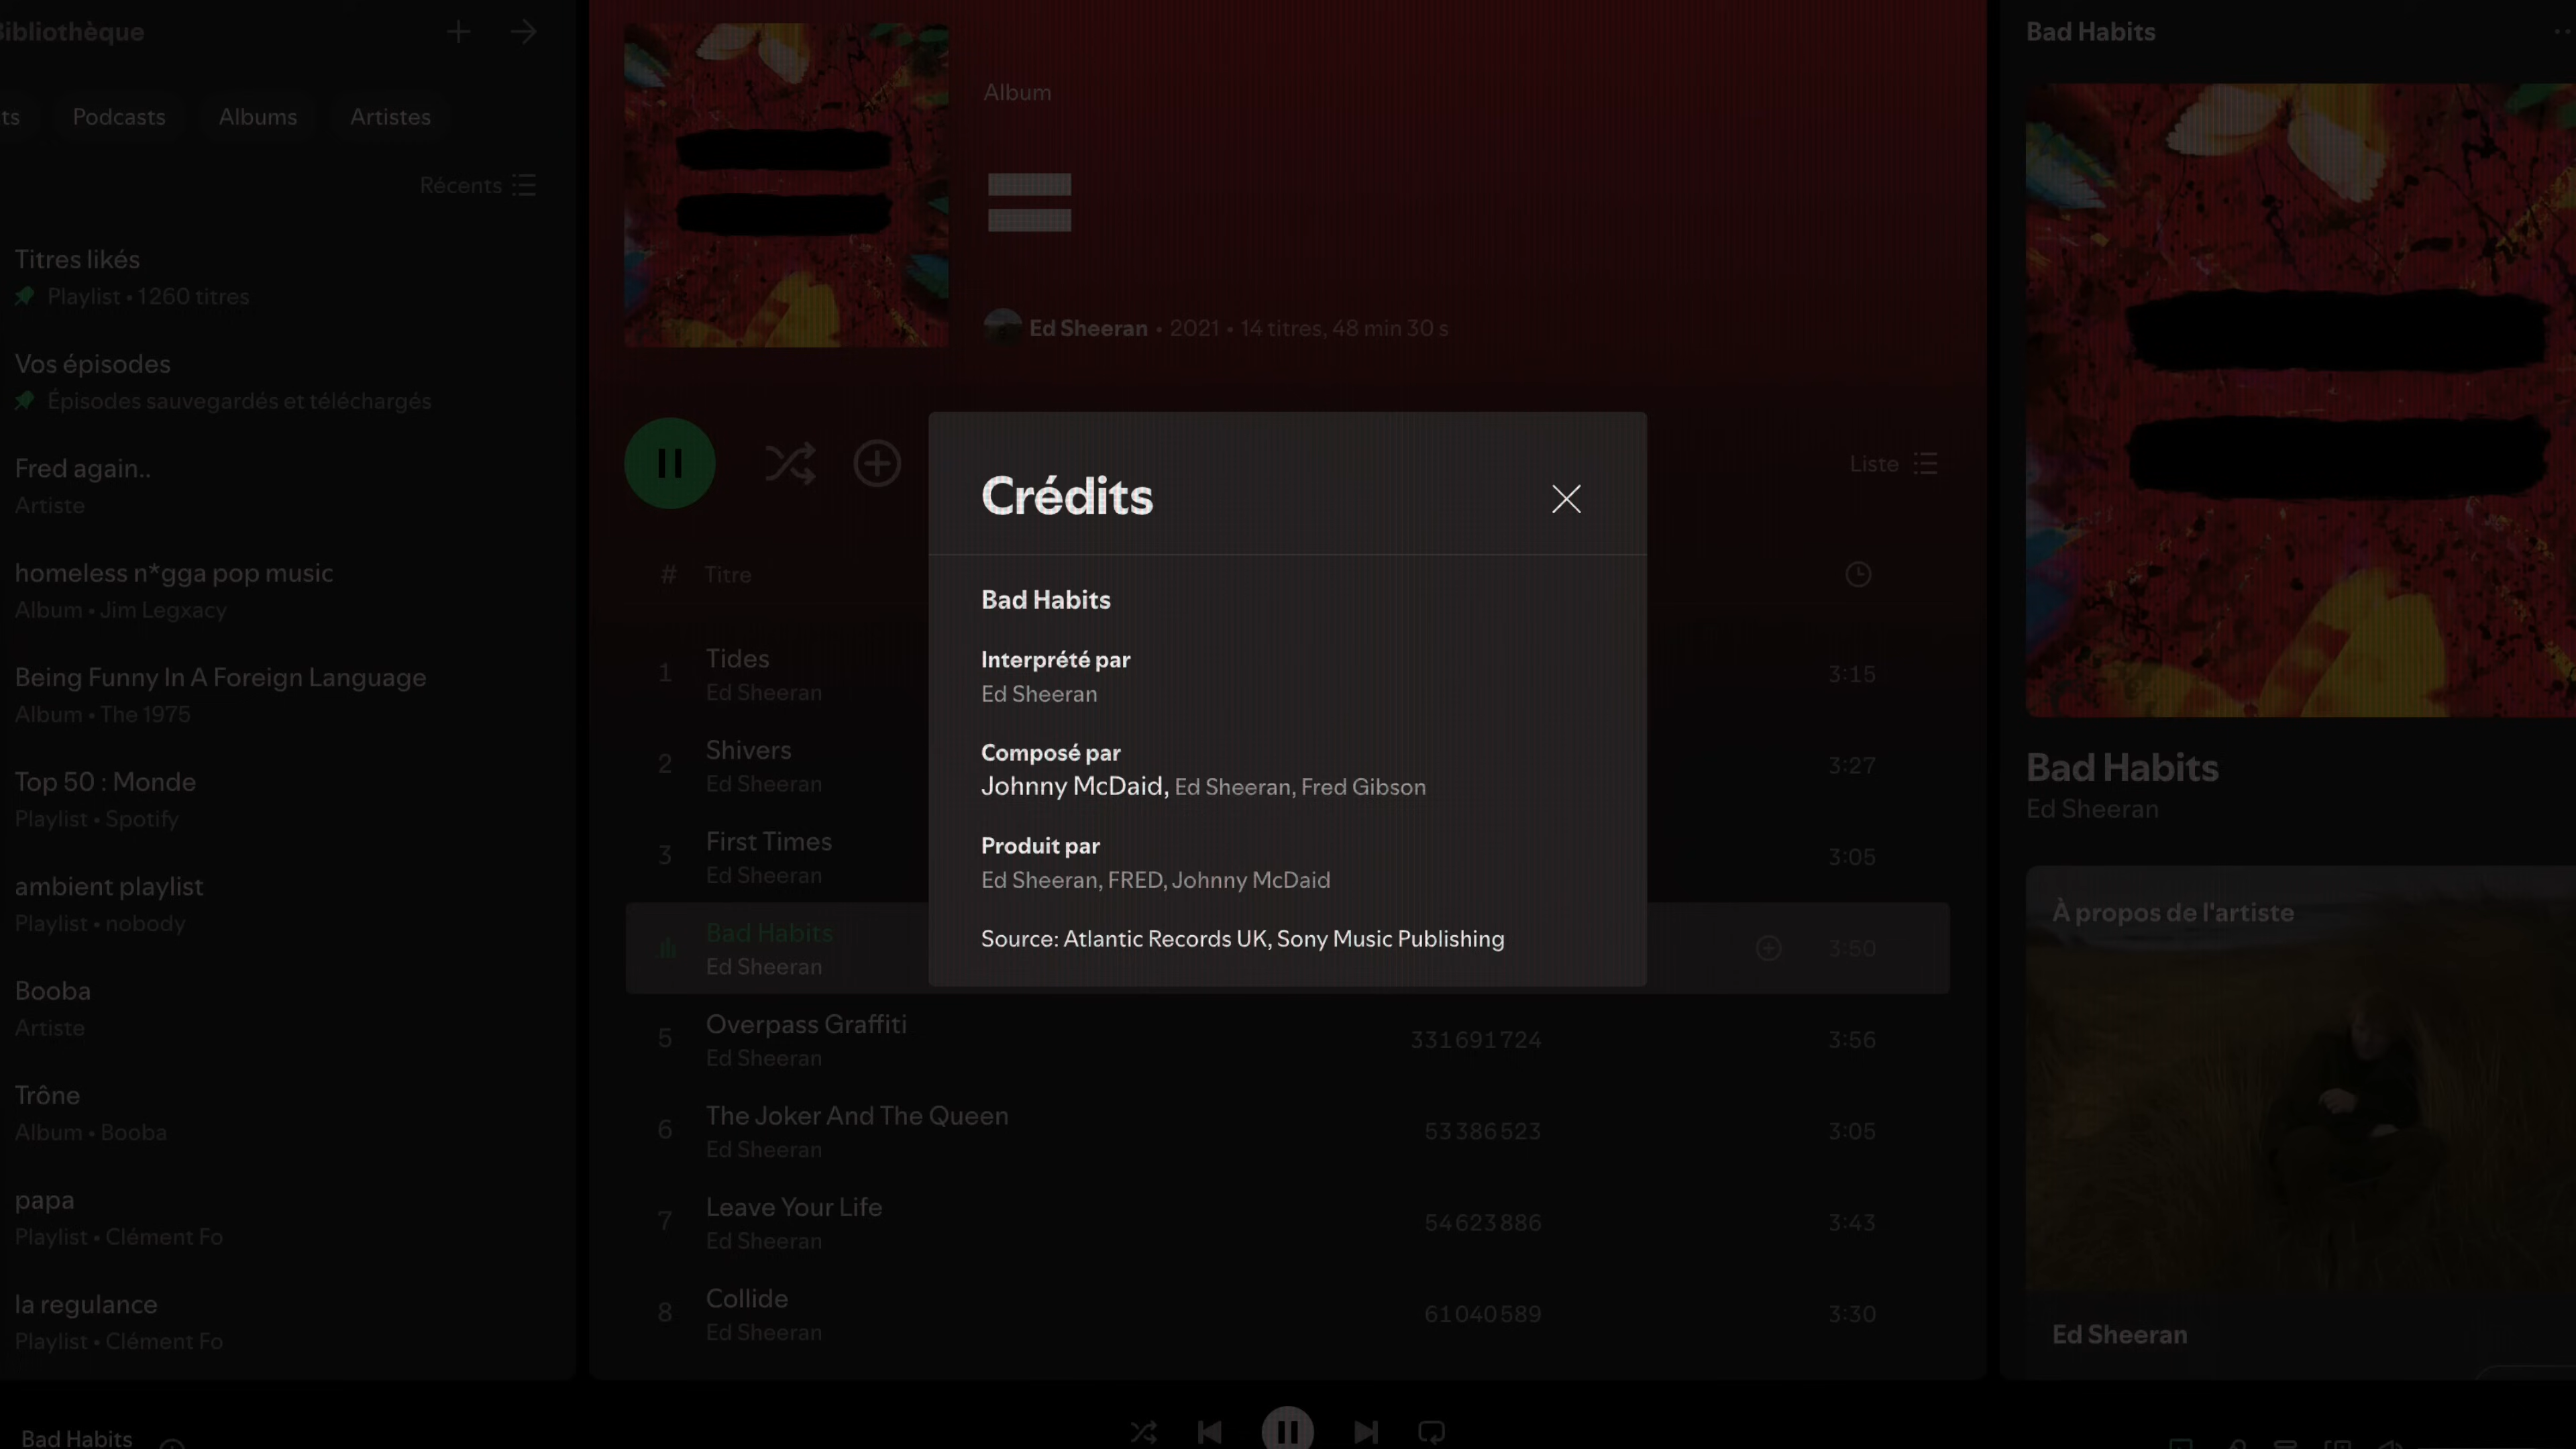 Bibliothèque
ts
Podcasts
Albums
Artistes
Récents
Titres likés
Playlist • 1260 titres
Vos épisodes
Épisodes sauvegardés et téléchargés
Fred again..
Artiste
homeless n*gga pop music
Album • Jim Legxacy
Being Funny In A Foreign Language
Album • The 1975
Top 50 : Monde
Playlist • Spotify
ambient playlist
Playlist • nobody
Booba
Artiste
Trône
Album • Booba
papa
Playlist • Clément Fo
la regulance
Playlist • Clément Fo
Album
=
Ed Sheeran • 2021 • 14 titres, 48 min 30 s
Liste
# Titre
1 Tides 3:15
Ed Sheeran
2 Shivers 3:27
Ed Sheeran
3 First Times 3:05
Ed Sheeran
Bad Habits 3:50
Ed Sheeran
5 Overpass Graffiti 331 691 724 3:56
Ed Sheeran
6 The Joker And The Queen 53 386 523 3:05
Ed Sheeran
7 Leave Your Life 54 623 886 3:43
Ed Sheeran
8 Collide 61 040 589 3:30
Ed Sheeran
Crédits
Bad Habits
Interprété par
Ed Sheeran
Composé par
Johnny McDaid, Ed Sheeran, Fred Gibson
Produit par
Ed Sheeran, FRED, Johnny McDaid
Source: Atlantic Records UK, Sony Music Publishing
Bad Habits
Bad Habits
Ed Sheeran
À propos de l'artiste
Ed Sheeran
Bad Habits